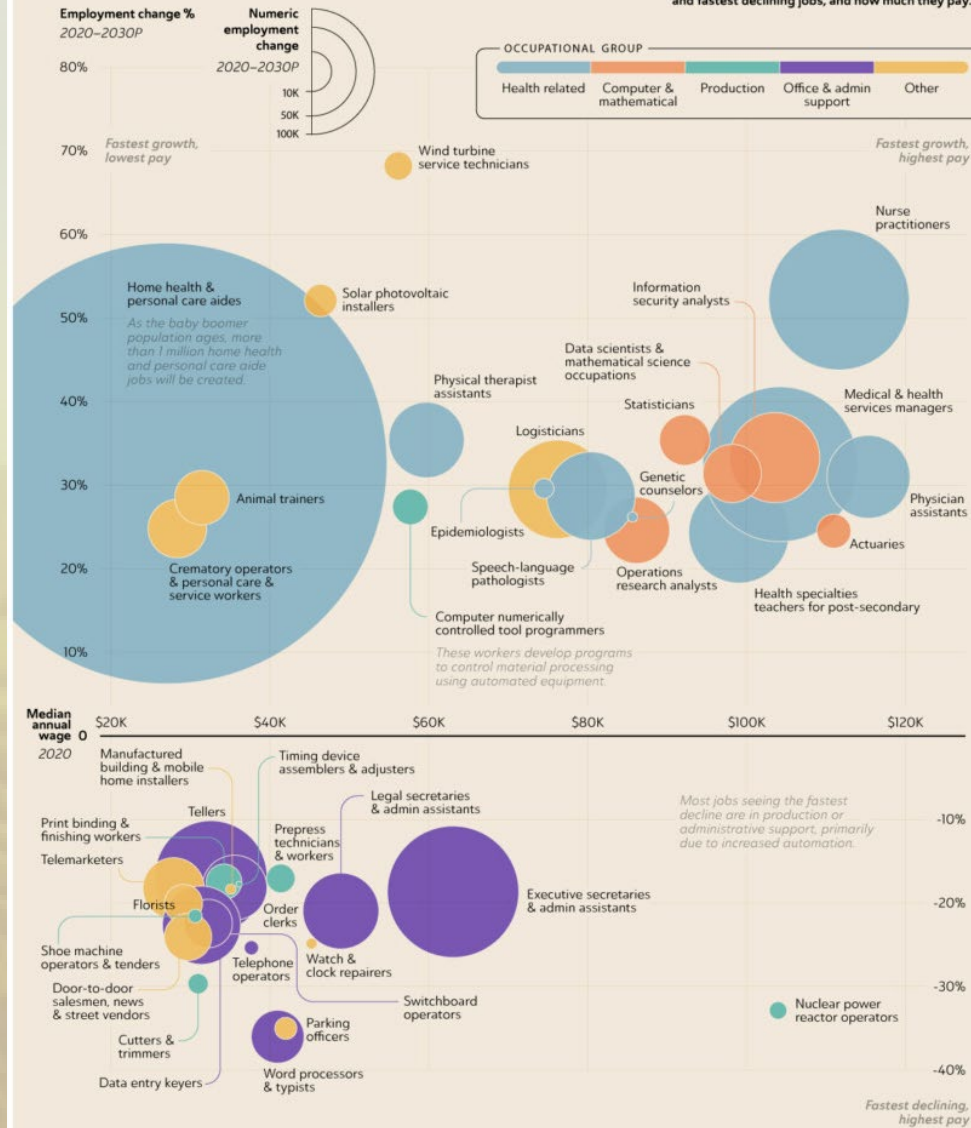 and fastest declining jobs, and how much they pay.
Employment change %
2020–2030P
Numeric
employment
change
2020–2030P
10K
50K
100K
OCCUPATIONAL GROUP
Health related
Computer &
mathematical
Production
Office & admin
support
Other
80%
70%
60%
50%
40%
30%
20%
10%
Fastest growth,
lowest pay
Fastest growth,
highest pay
Wind turbine
service technicians
Nurse
practitioners
Home health &
personal care aides
As the baby boomer
population ages, more
than 1 million home health
and personal care aide
jobs will be created.
Solar photovoltaic
installers
Information
security analysts
Data scientists &
mathematical science
occupations
Physical therapist
assistants
Statisticians
Medical & health
services managers
Logisticians
Genetic
counselors
Animal trainers
Epidemiologists
Physician
assistants
Actuaries
Crematory operators
& personal care &
service workers
Speech-language
pathologists
Operations
research analysts
Health specialties
teachers for post-secondary
Computer numerically
controlled tool programmers
These workers develop programs
to control material processing
using automated equipment.
Median
annual
wage
2020
0
$20K
$40K
$60K
$80K
$100K
$120K
Manufactured
building & mobile
home installers
Timing device
assemblers & adjusters
Tellers
Legal secretaries
& admin assistants
Print binding &
finishing workers
Prepress
technicians
& workers
Most jobs seeing the fastest
decline are in production or
administrative support, primarily
due to increased automation.
-10%
Telemarketers
Florists
Order
clerks
Executive secretaries
& admin assistants
-20%
Shoe machine
operators & tenders
Telephone
operators
Watch &
clock repairers
Door-to-door
salesmen, news
& street vendors
Switchboard
operators
-30%
Nuclear power
reactor operators
Cutters &
trimmers
Parking
officers
Data entry keyers
Word processors
& typists
-40%
Fastest declining,
highest pay